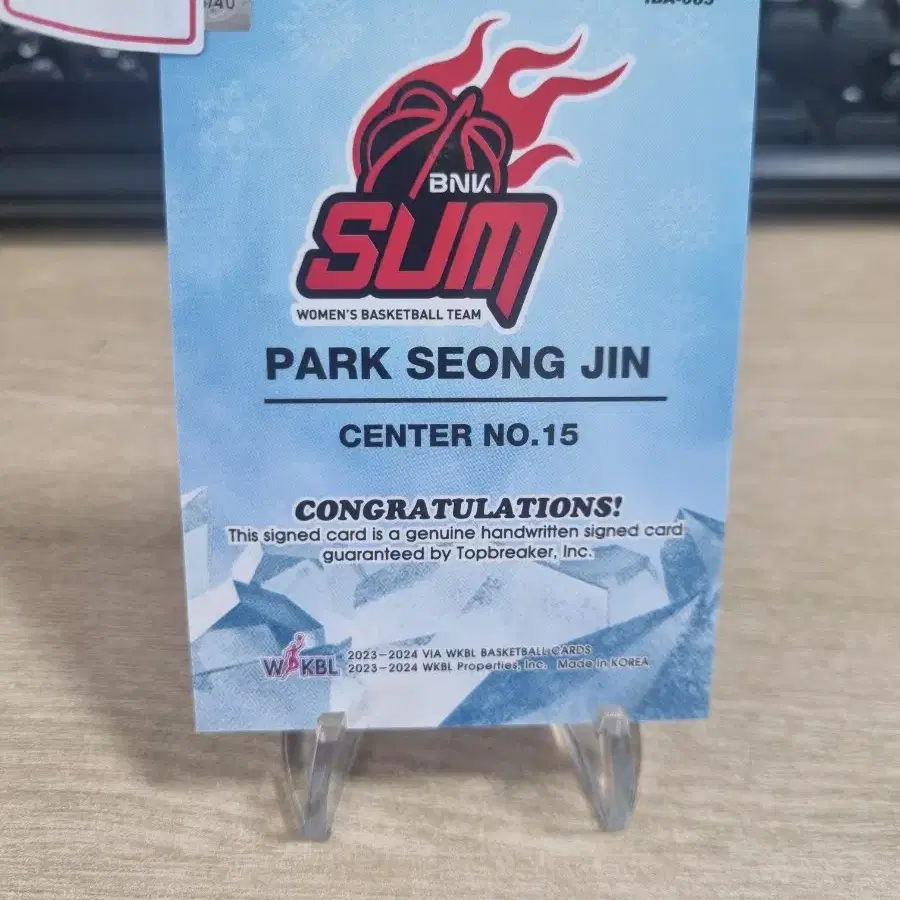 /40
BNK
SUM
WOMEN'S BASKETBALL TEAM
PARK SEONG JIN
CENTER NO.15
CONGRATULATIONS!
This signed card is a genuine handwritten signed card
guaranteed by Topbreaker, Inc.
WKBL
2023-2024 VIA WKBL BASKETBALL CARDS
2023-2024 WKBL Properties, Inc. Made in KOREA